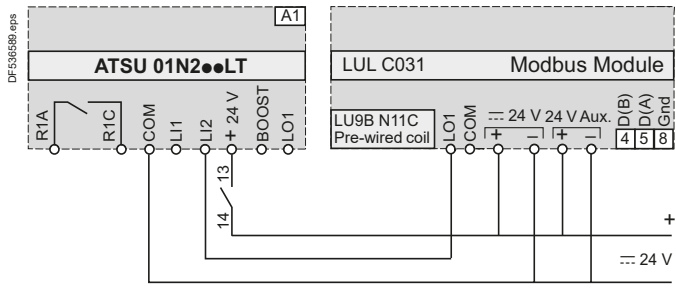 DF536589.eps
A1
ATSU 01N2●●LT
R1A
R1C
COM
LI1
LI2
+ 24 V
BOOST
LO1
13
14
LUL C031 Modbus Module
LU9B N11C
Pre-wired coil
LO1
COM
⎓ 24 V
+ –
24 V Aux.
+ –
D(B)
D(A)
Gnd
4 5 8
+
⎓ 24 V